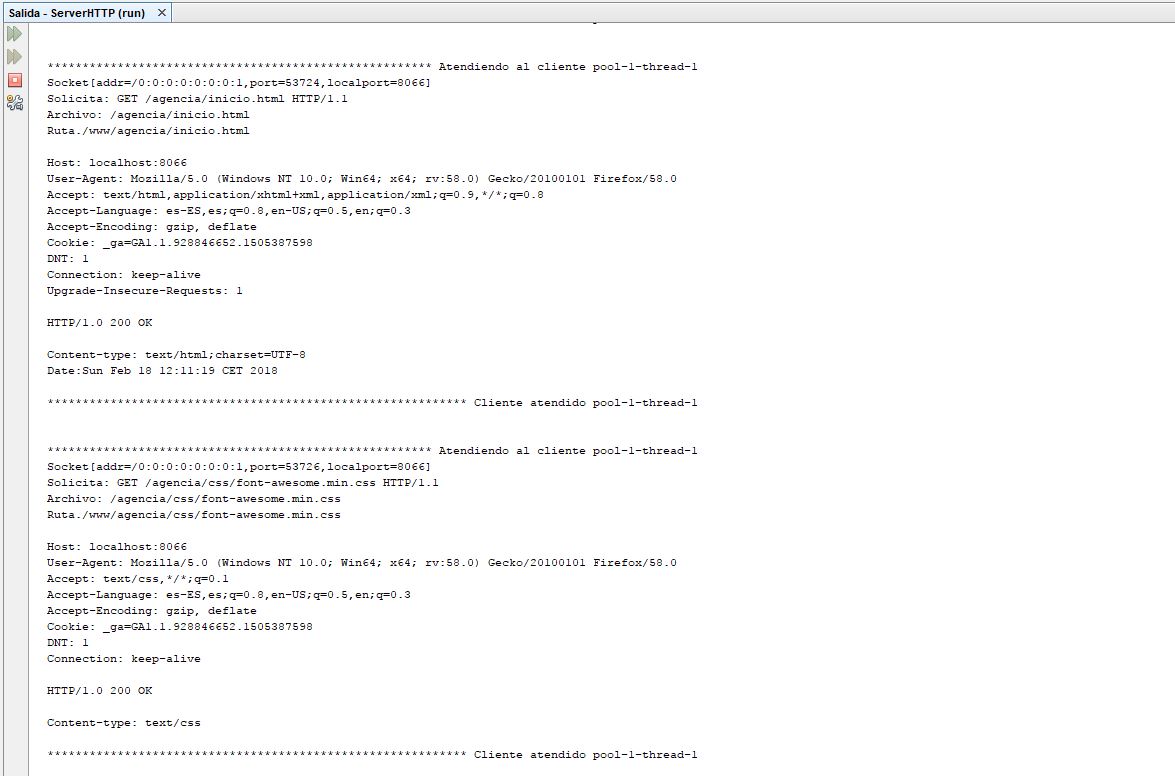 Salida - ServerHTTP (run)
******************************************************* Atendiendo al cliente pool-1-thread-1
Socket[addr=/0:0:0:0:0:0:0:1,port=53724,localport=8066]
Solicita: GET /agencia/inicio.html HTTP/1.1
Archivo: /agencia/inicio.html
Ruta./www/agencia/inicio.html
Host: localhost:8066
User-Agent: Mozilla/5.0 (Windows NT 10.0; Win64; x64; rv:58.0) Gecko/20100101 Firefox/58.0
Accept: text/html,application/xhtml+xml,application/xml;q=0.9,*/*;q=0.8
Accept-Language: es-ES,es;q=0.8,en-US;q=0.5,en;q=0.3
Accept-Encoding: gzip, deflate
Cookie: _ga=GA1.1.928846652.1505387598
DNT: 1
Connection: keep-alive
Upgrade-Insecure-Requests: 1
HTTP/1.0 200 OK
Content-type: text/html;charset=UTF-8
Date:Sun Feb 18 12:11:19 CET 2018
************************************************************ Cliente atendido pool-1-thread-1
******************************************************* Atendiendo al cliente pool-1-thread-1
Socket[addr=/0:0:0:0:0:0:0:1,port=53726,localport=8066]
Solicita: GET /agencia/css/font-awesome.min.css HTTP/1.1
Archivo: /agencia/css/font-awesome.min.css
Ruta./www/agencia/css/font-awesome.min.css
Host: localhost:8066
User-Agent: Mozilla/5.0 (Windows NT 10.0; Win64; x64; rv:58.0) Gecko/20100101 Firefox/58.0
Accept: text/css,*/*;q=0.1
Accept-Language: es-ES,es;q=0.8,en-US;q=0.5,en;q=0.3
Accept-Encoding: gzip, deflate
Cookie: _ga=GA1.1.928846652.1505387598
DNT: 1
Connection: keep-alive
HTTP/1.0 200 OK
Content-type: text/css
************************************************************ Cliente atendido pool-1-thread-1